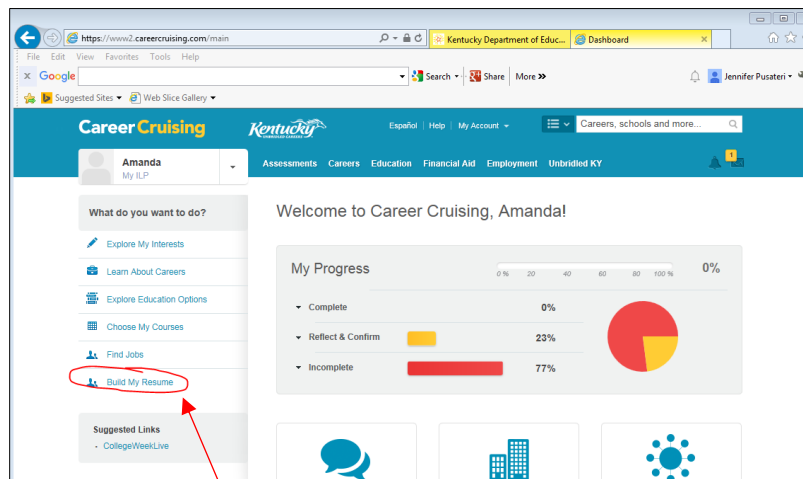 https://www2.careercruising.com/main
Kentucky Department of Educ...
Dashboard
File Edit View Favorites Tools Help
x Google Search Share More » Jennifer Pusateri
Suggested Sites Web Slice Gallery
Career Cruising Kentucky Español | Help | My Account Careers, schools and more...
UNBRIDLED CAREERS
Amanda
My ILP
Assessments Careers Education Financial Aid Employment Unbridled KY 1
What do you want to do?
Explore My Interests
Learn About Careers
Explore Education Options
Choose My Courses
Find Jobs
Build My Resume
Suggested Links
CollegeWeekLive
Welcome to Career Cruising, Amanda!
My Progress 0 % 20 40 60 80 100 % 0%
Complete 0%
Reflect & Confirm 23%
Incomplete 77%